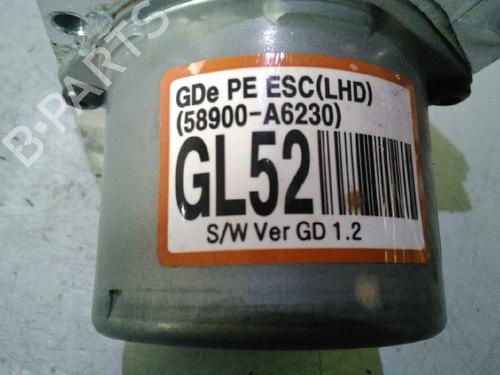 B-PARTS
GDe PE ESC(LHD)
(58900-A6230)
GL52
S/W Ver GD 1.2